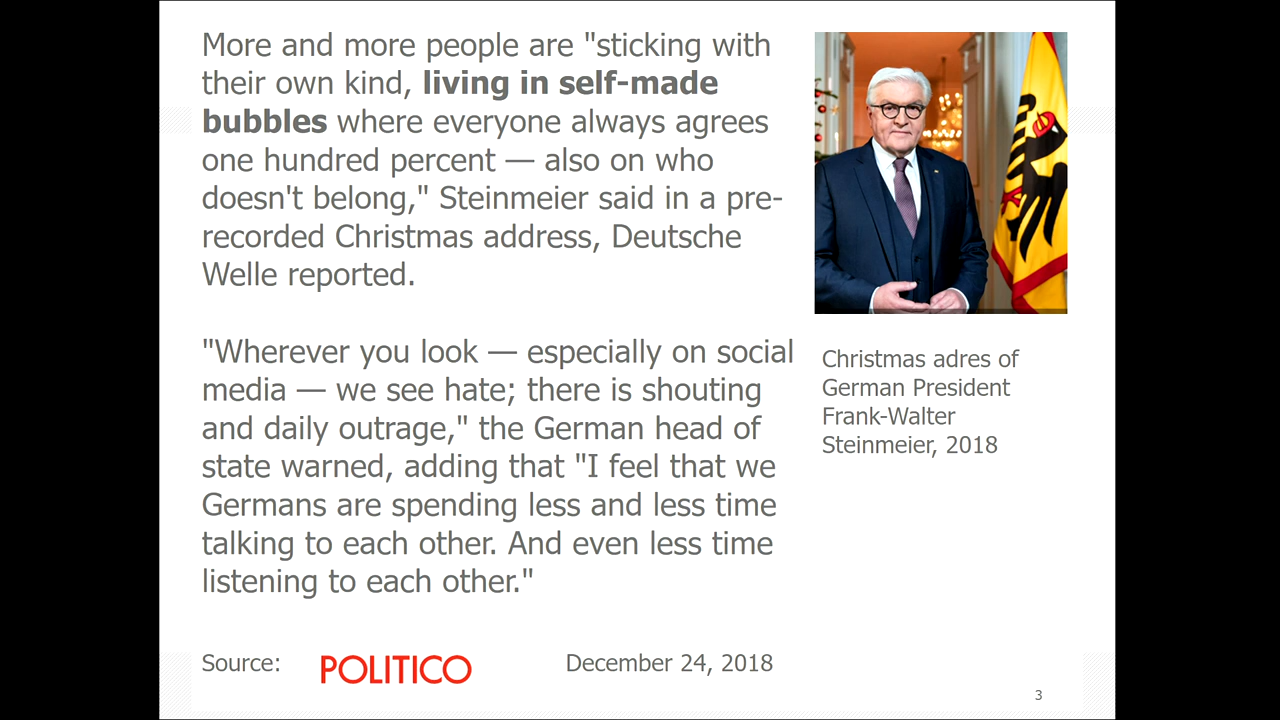 More and more people are "sticking with
their own kind, living in self-made
bubbles where everyone always agrees
one hundred percent — also on who
doesn't belong," Steinmeier said in a pre-
recorded Christmas address, Deutsche
Welle reported.
"Wherever you look — especially on social
media — we see hate; there is shouting
and daily outrage," the German head of
state warned, adding that "I feel that we
Germans are spending less and less time
talking to each other. And even less time
listening to each other."
Christmas adres of
German President
Frank-Walter
Steinmeier, 2018
Source: POLITICO December 24, 2018
3